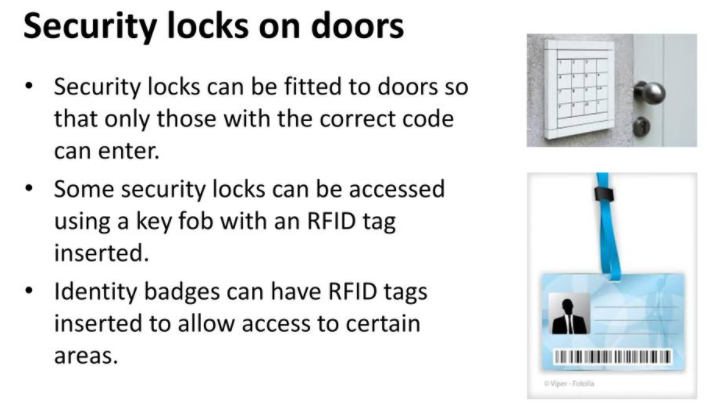 Security locks on doors
• Security locks can be fitted to doors so
that only those with the correct code
can enter.
• Some security locks can be accessed
using a key fob with an RFID tag
inserted.
• Identity badges can have RFID tags
inserted to allow access to certain
areas.
© Viper - Fotolia